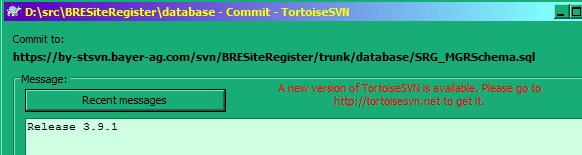 D:\src\BRESiteRegister\database - Commit - TortoiseSVN
Commit to:
https://by-stsvn.bayer-ag.com/svn/BRESiteRegister/trunk/database/SRG_MGRSchema.sql
Message:
Recent messages
A new version of TortoiseSVN is available. Please go to
http://tortoisesvn.net to get it.
Release 3.9.1